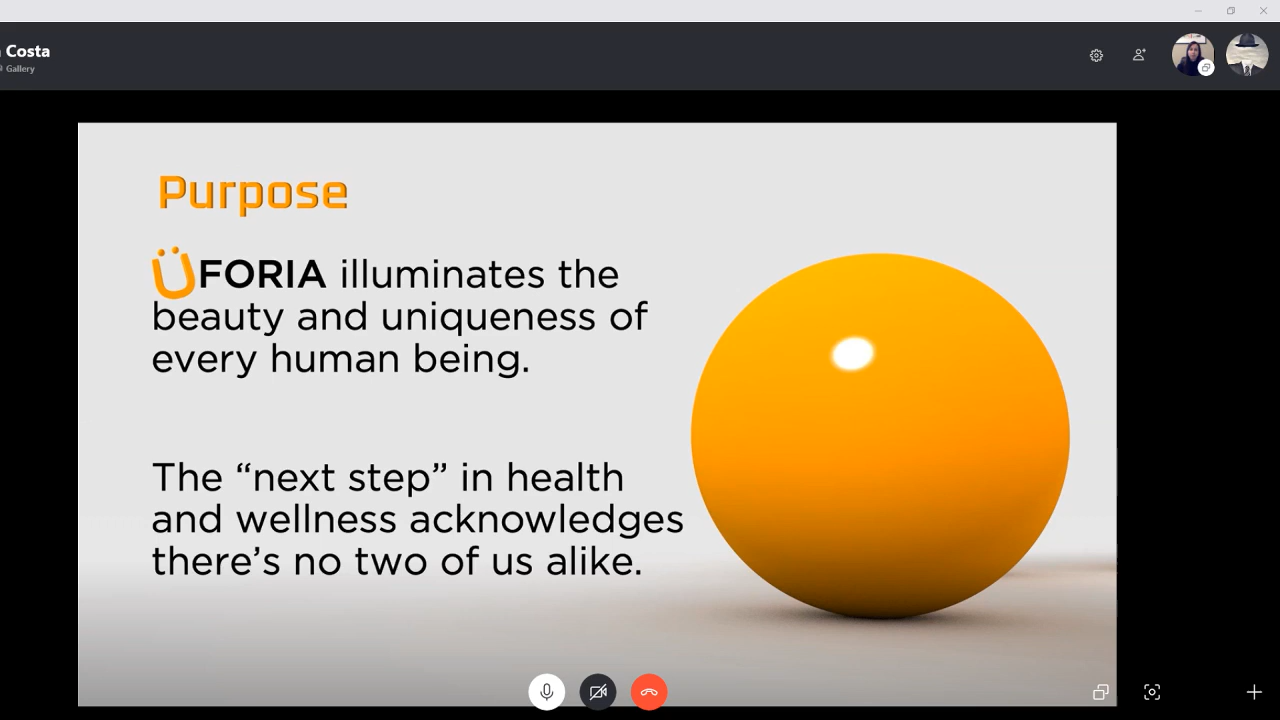 Costa
Gallery
Purpose
ÜFORIA illuminates the
beauty and uniqueness of
every human being.
The “next step” in health
and wellness acknowledges
there’s no two of us alike.